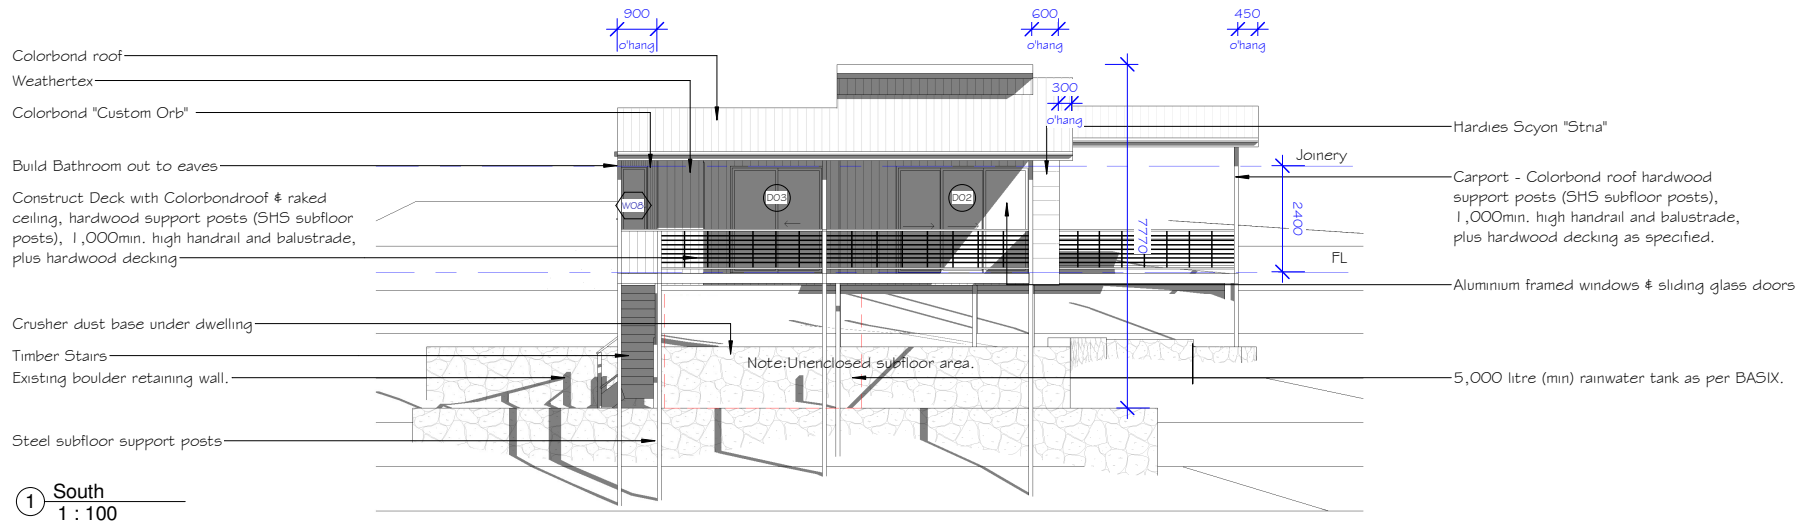 900
o'hang
600
o'hang
450
o'hang
Colorbond roof
Weathertex
Colorbond "Custom Orb"
Build Bathroom out to eaves
Construct Deck with Colorbondroof & raked
ceiling, hardwood support posts (SHS subfloor
posts), 1,000min. high handrail and balustrade,
plus hardwood decking
Crusher dust base under dwelling
Timber Stairs
Existing boulder retaining wall.
Steel subfloor support posts
300
o'hang
W08
D03
D02
7770
2400
Joinery
FL
Note:Unenclosed subfloor area.
Hardies Scyon "Stria"
Carport - Colorbond roof hardwood
support posts (SHS subfloor posts),
1,000min. high handrail and balustrade,
plus hardwood decking as specified.
Aluminium framed windows & sliding glass doors
5,000 litre (min) rainwater tank as per BASIX.
1
South
1 : 100